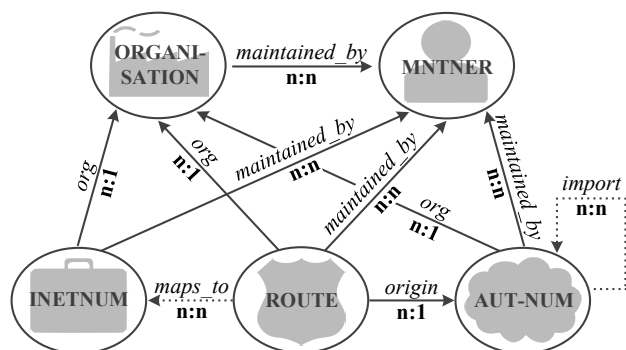 ORGANI-
SATION
maintained_by
n:n
MNTNER
org
n:1
org
n:1
maintained_by
n:n
maintained_by
n:n
org
n:1
maintained_by
n:n
import
n:n
INETNUM
maps_to
n:n
ROUTE
origin
n:1
AUT-NUM